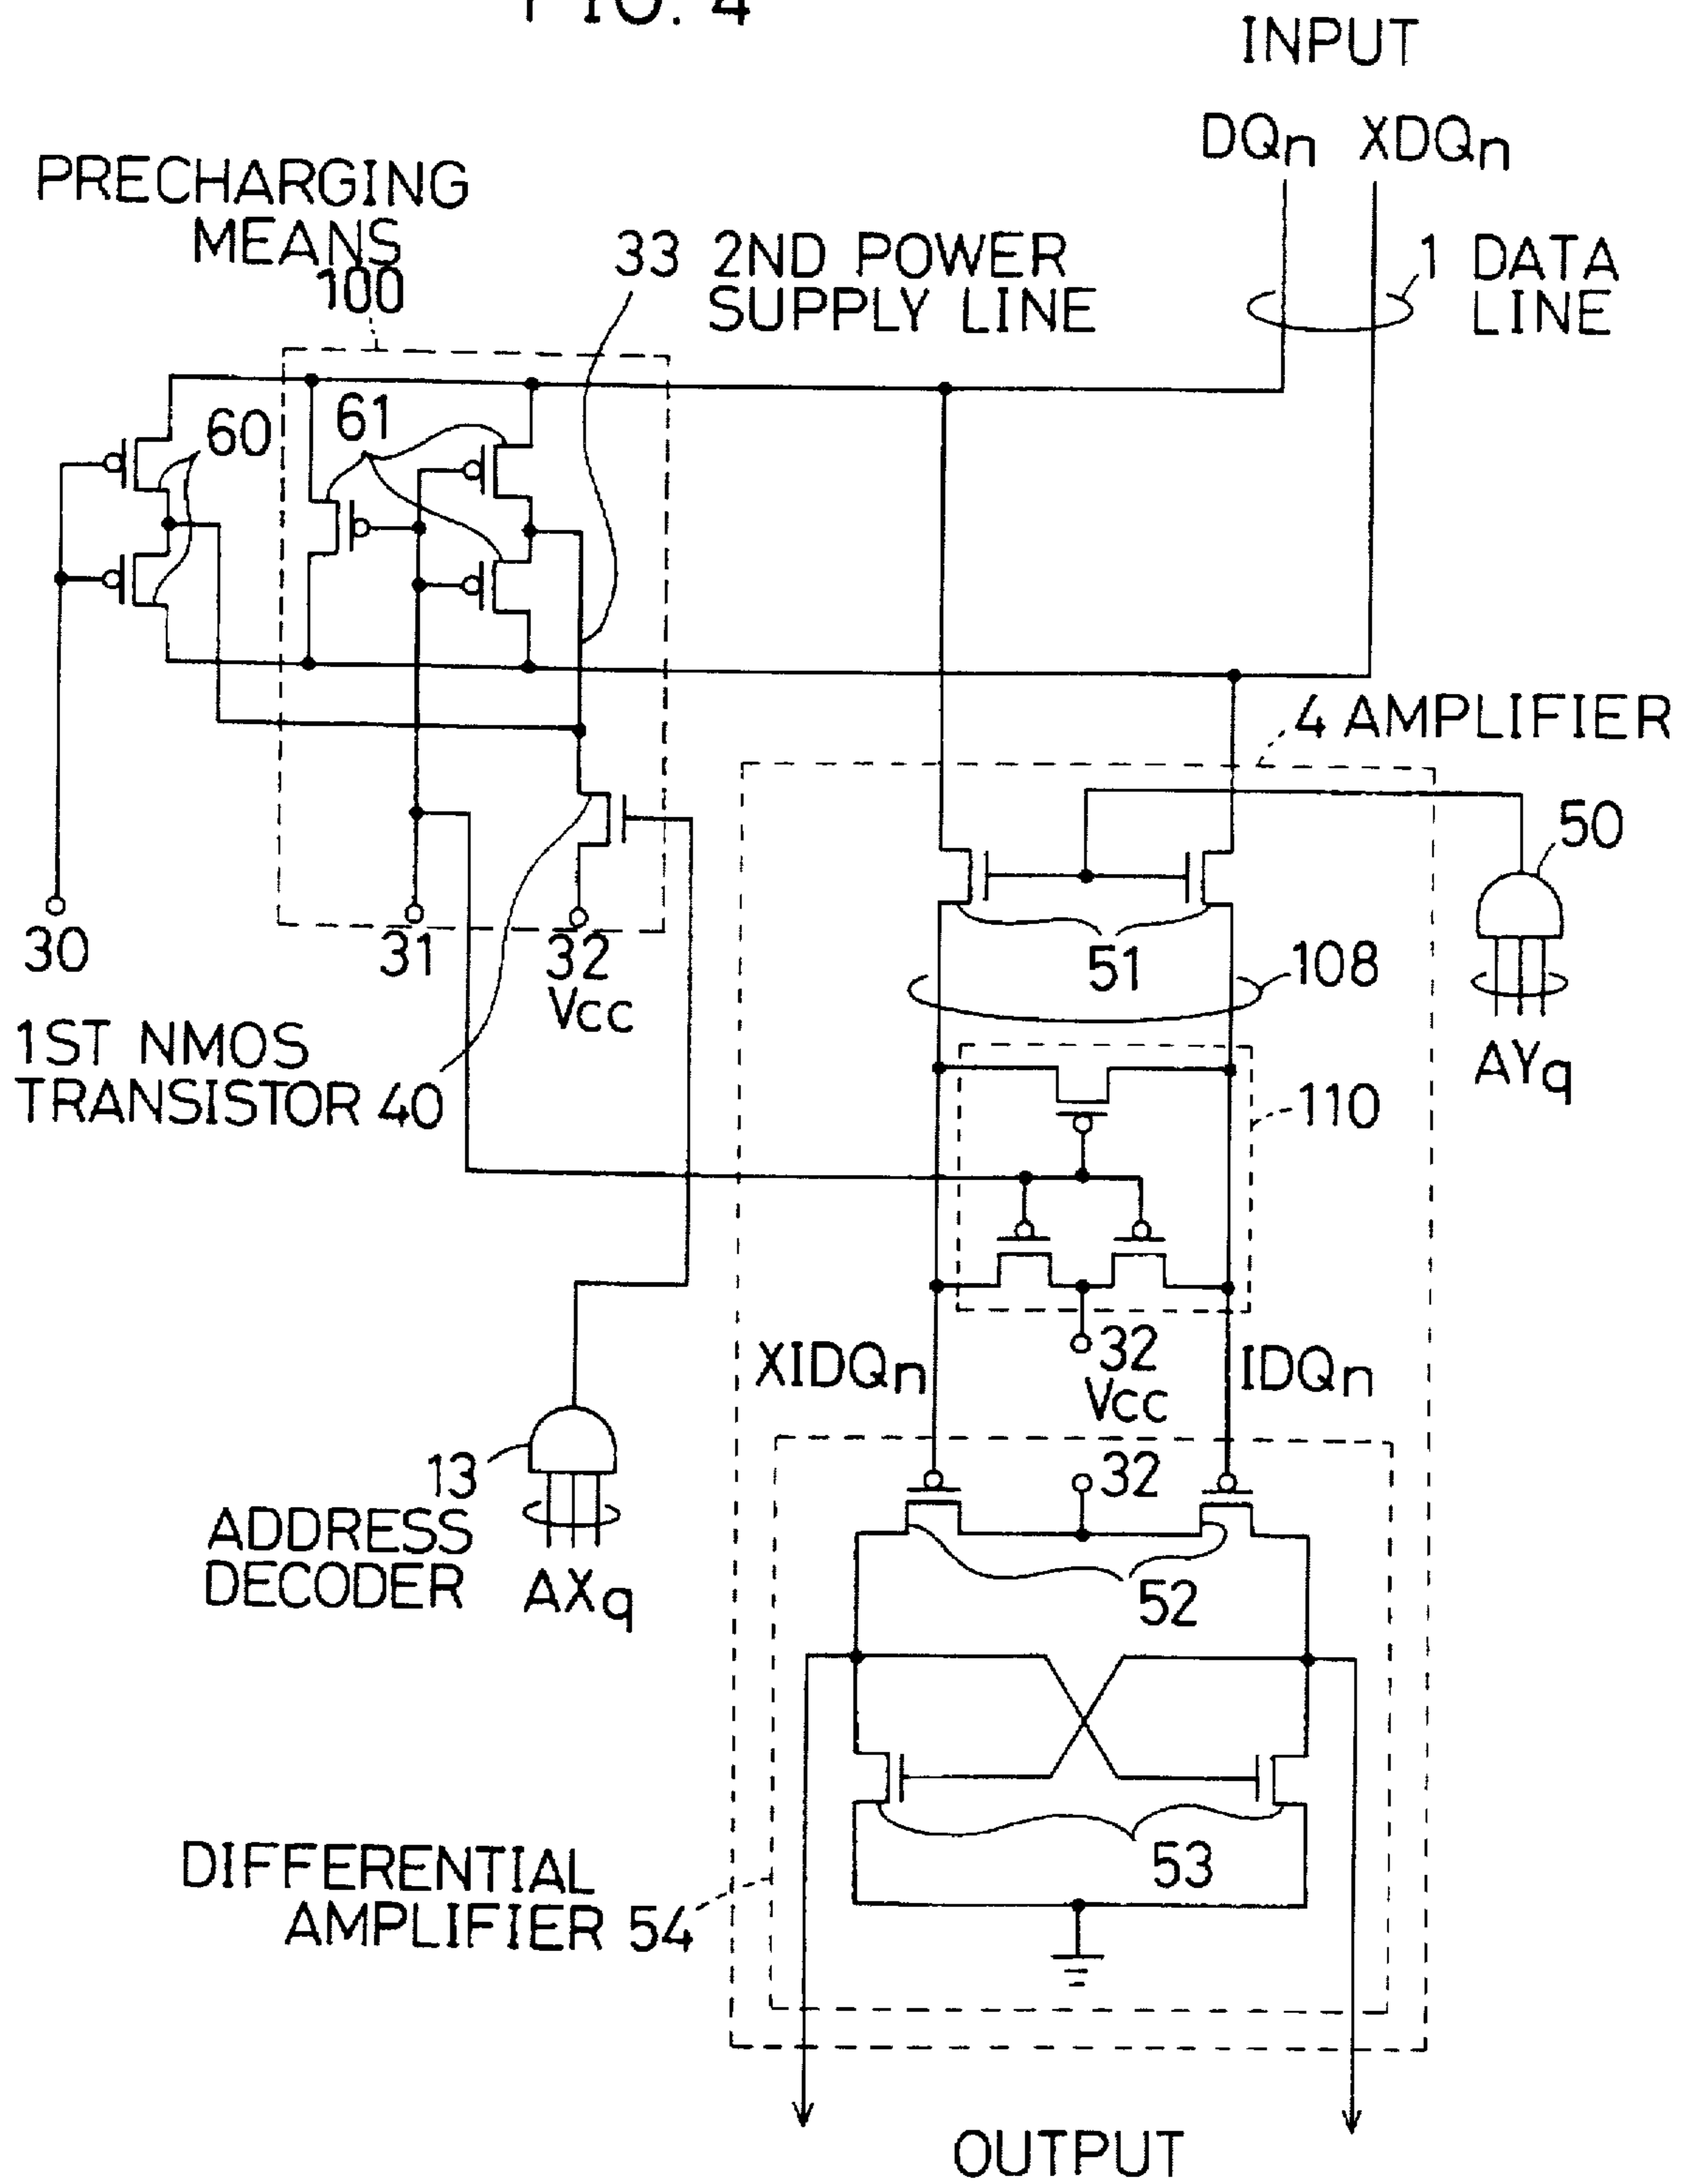 FIG. 4
INPUT
DQn XDQn
PRECHARGING
MEANS
100
33 2ND POWER
SUPPLY LINE
1 DATA
LINE
60
61
4 AMPLIFIER
50
30
31
32
Vcc
51
108
AYq
1ST NMOS
TRANSISTOR 40
110
XIDQn
32
Vcc
IDQn
13
ADDRESS
DECODER
AXq
32
52
53
DIFFERENTIAL
AMPLIFIER 54
OUTPUT